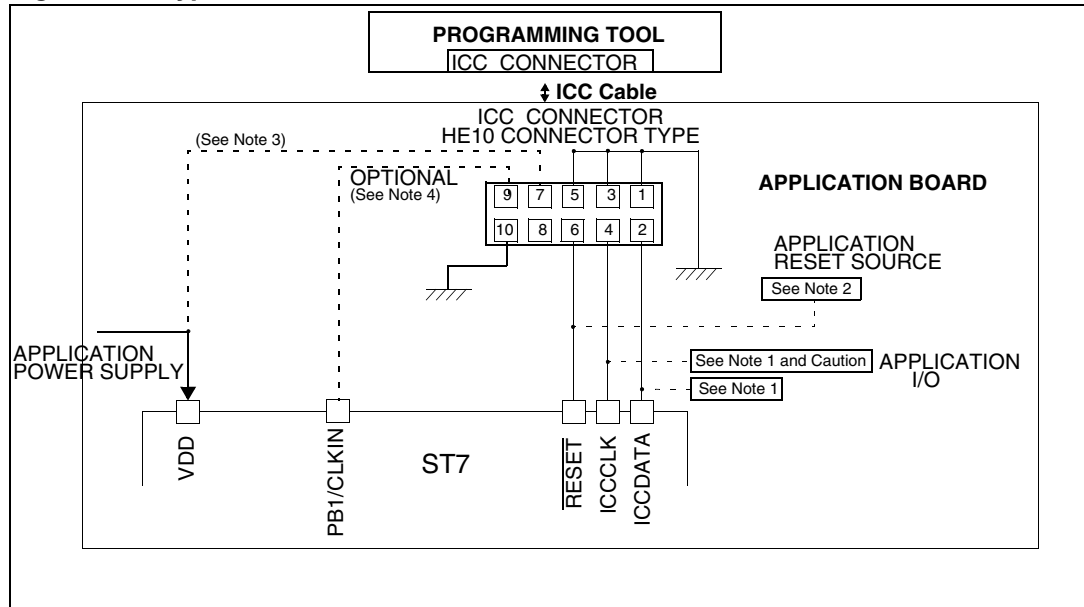 PROGRAMMING TOOL
ICC CONNECTOR
ICC Cable
ICC CONNECTOR
HE10 CONNECTOR TYPE
(See Note 3)
OPTIONAL
(See Note 4)
9 7 5 3 1
10 8 6 4 2
APPLICATION BOARD
APPLICATION
RESET SOURCE
See Note 2
APPLICATION
POWER SUPPLY
See Note 1 and Caution
See Note 1
APPLICATION
I/O
VDD
PB1/CLKIN
ST7
RESET
ICCCLK
ICCDATA